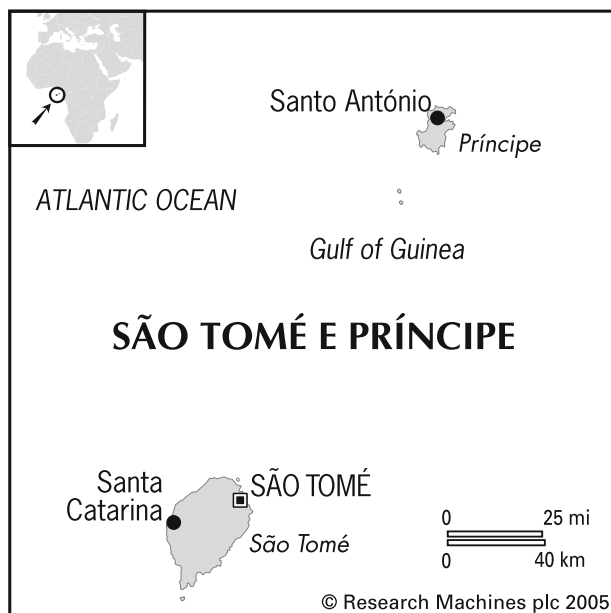 Santo António
Príncipe
ATLANTIC OCEAN
Gulf of Guinea
SÃO TOMÉ E PRÍNCIPE
Santa
Catarina
SÃO TOMÉ
São Tomé
0 25 mi
0 40 km
© Research Machines plc 2005